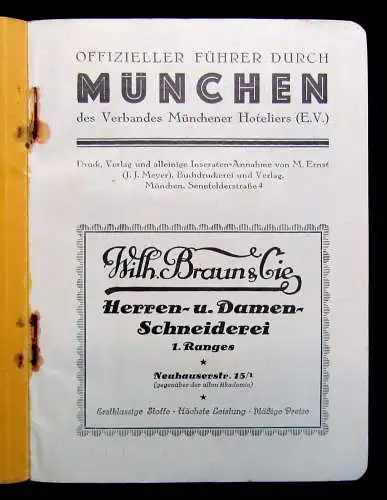 OFFIZIELLER FÜHRER DURCH
MÜNCHEN
des Verbandes Münchener Hoteliers (E.V.)
Druck, Verlag und alleinige Inseraten-Annahme von M. Ernst
(J. J. Meyer), Buchdruckerei und Verlag,
München, Senefelderstraße 4
Wilh. Braun & Cie
Herren- u. Damen-
Schneiderei
1. Ranges
Neuhauserstr. 15/1
(gegenüber der alten Akademie)
Erstklassige Stoffe · Höchste Leistung · Mäßige Preise